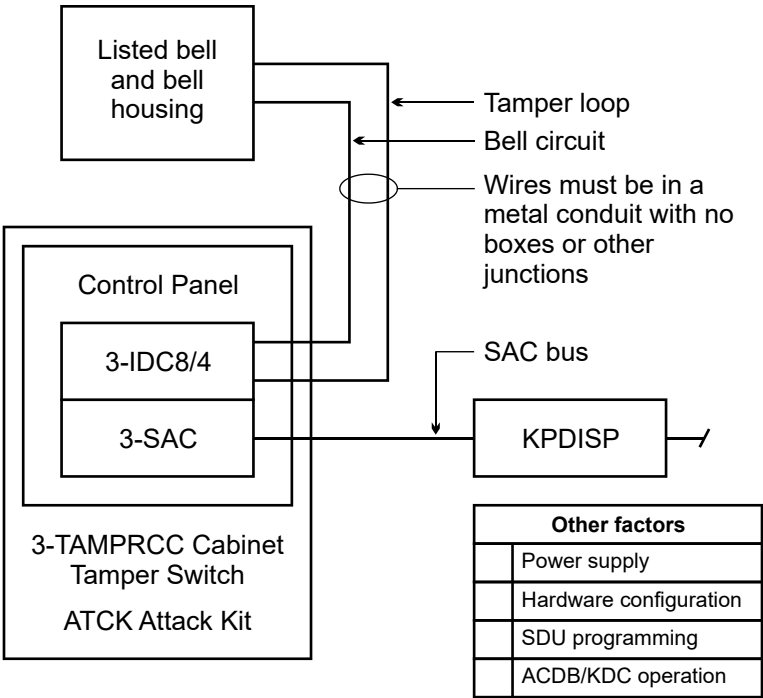 Listed bell
and bell
housing
Tamper loop
Bell circuit
Wires must be in a
metal conduit with no
boxes or other
junctions
Control Panel
3-IDC8/4
SAC bus
3-SAC
KPDISP
3-TAMPRCC Cabinet
Tamper Switch
ATCK Attack Kit
Other factors
Power supply
Hardware configuration
SDU programming
ACDB/KDC operation